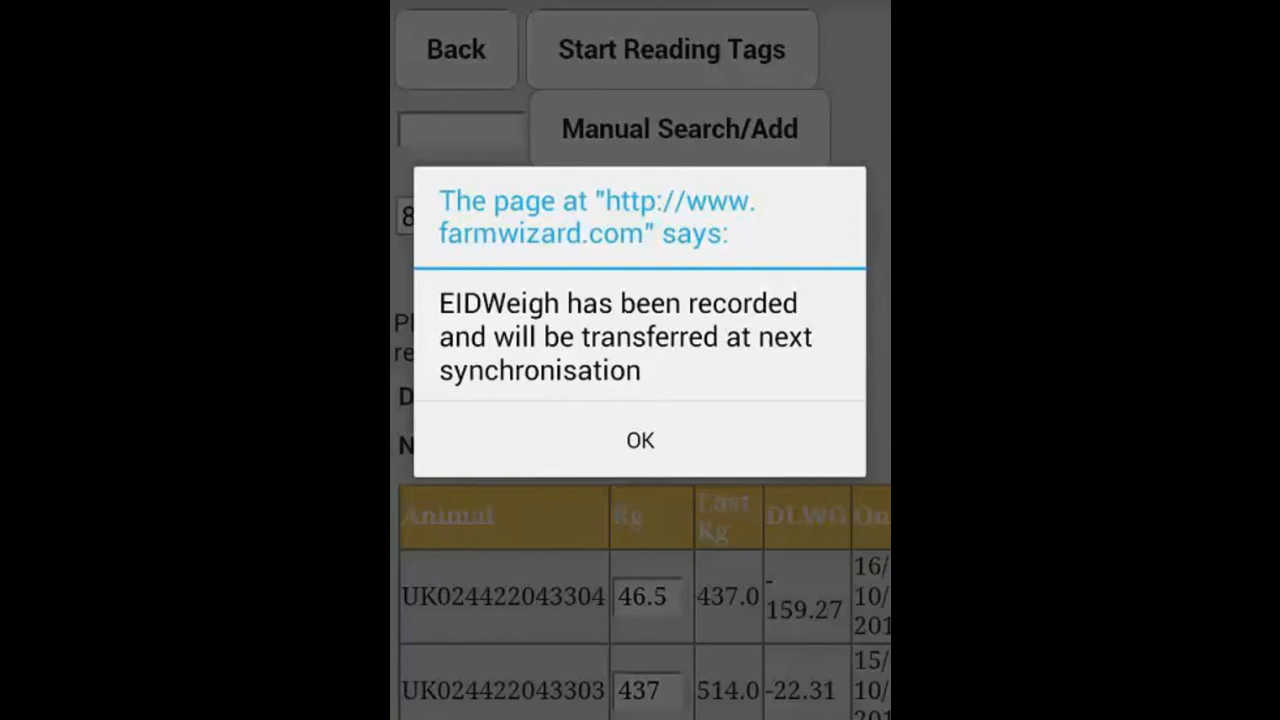 Back
Start Reading Tags
Manual Search/Add
The page at "http://www.
farmwizard.com" says:
8
EIDWeigh has been recorded
and will be transferred at next
synchronisation
OK
Animal Kg Last Kg DLWG On
UK024422043304 46.5 437.0 -159.27 16/10/201
UK024422043303 437 514.0 -22.31 15/10/201